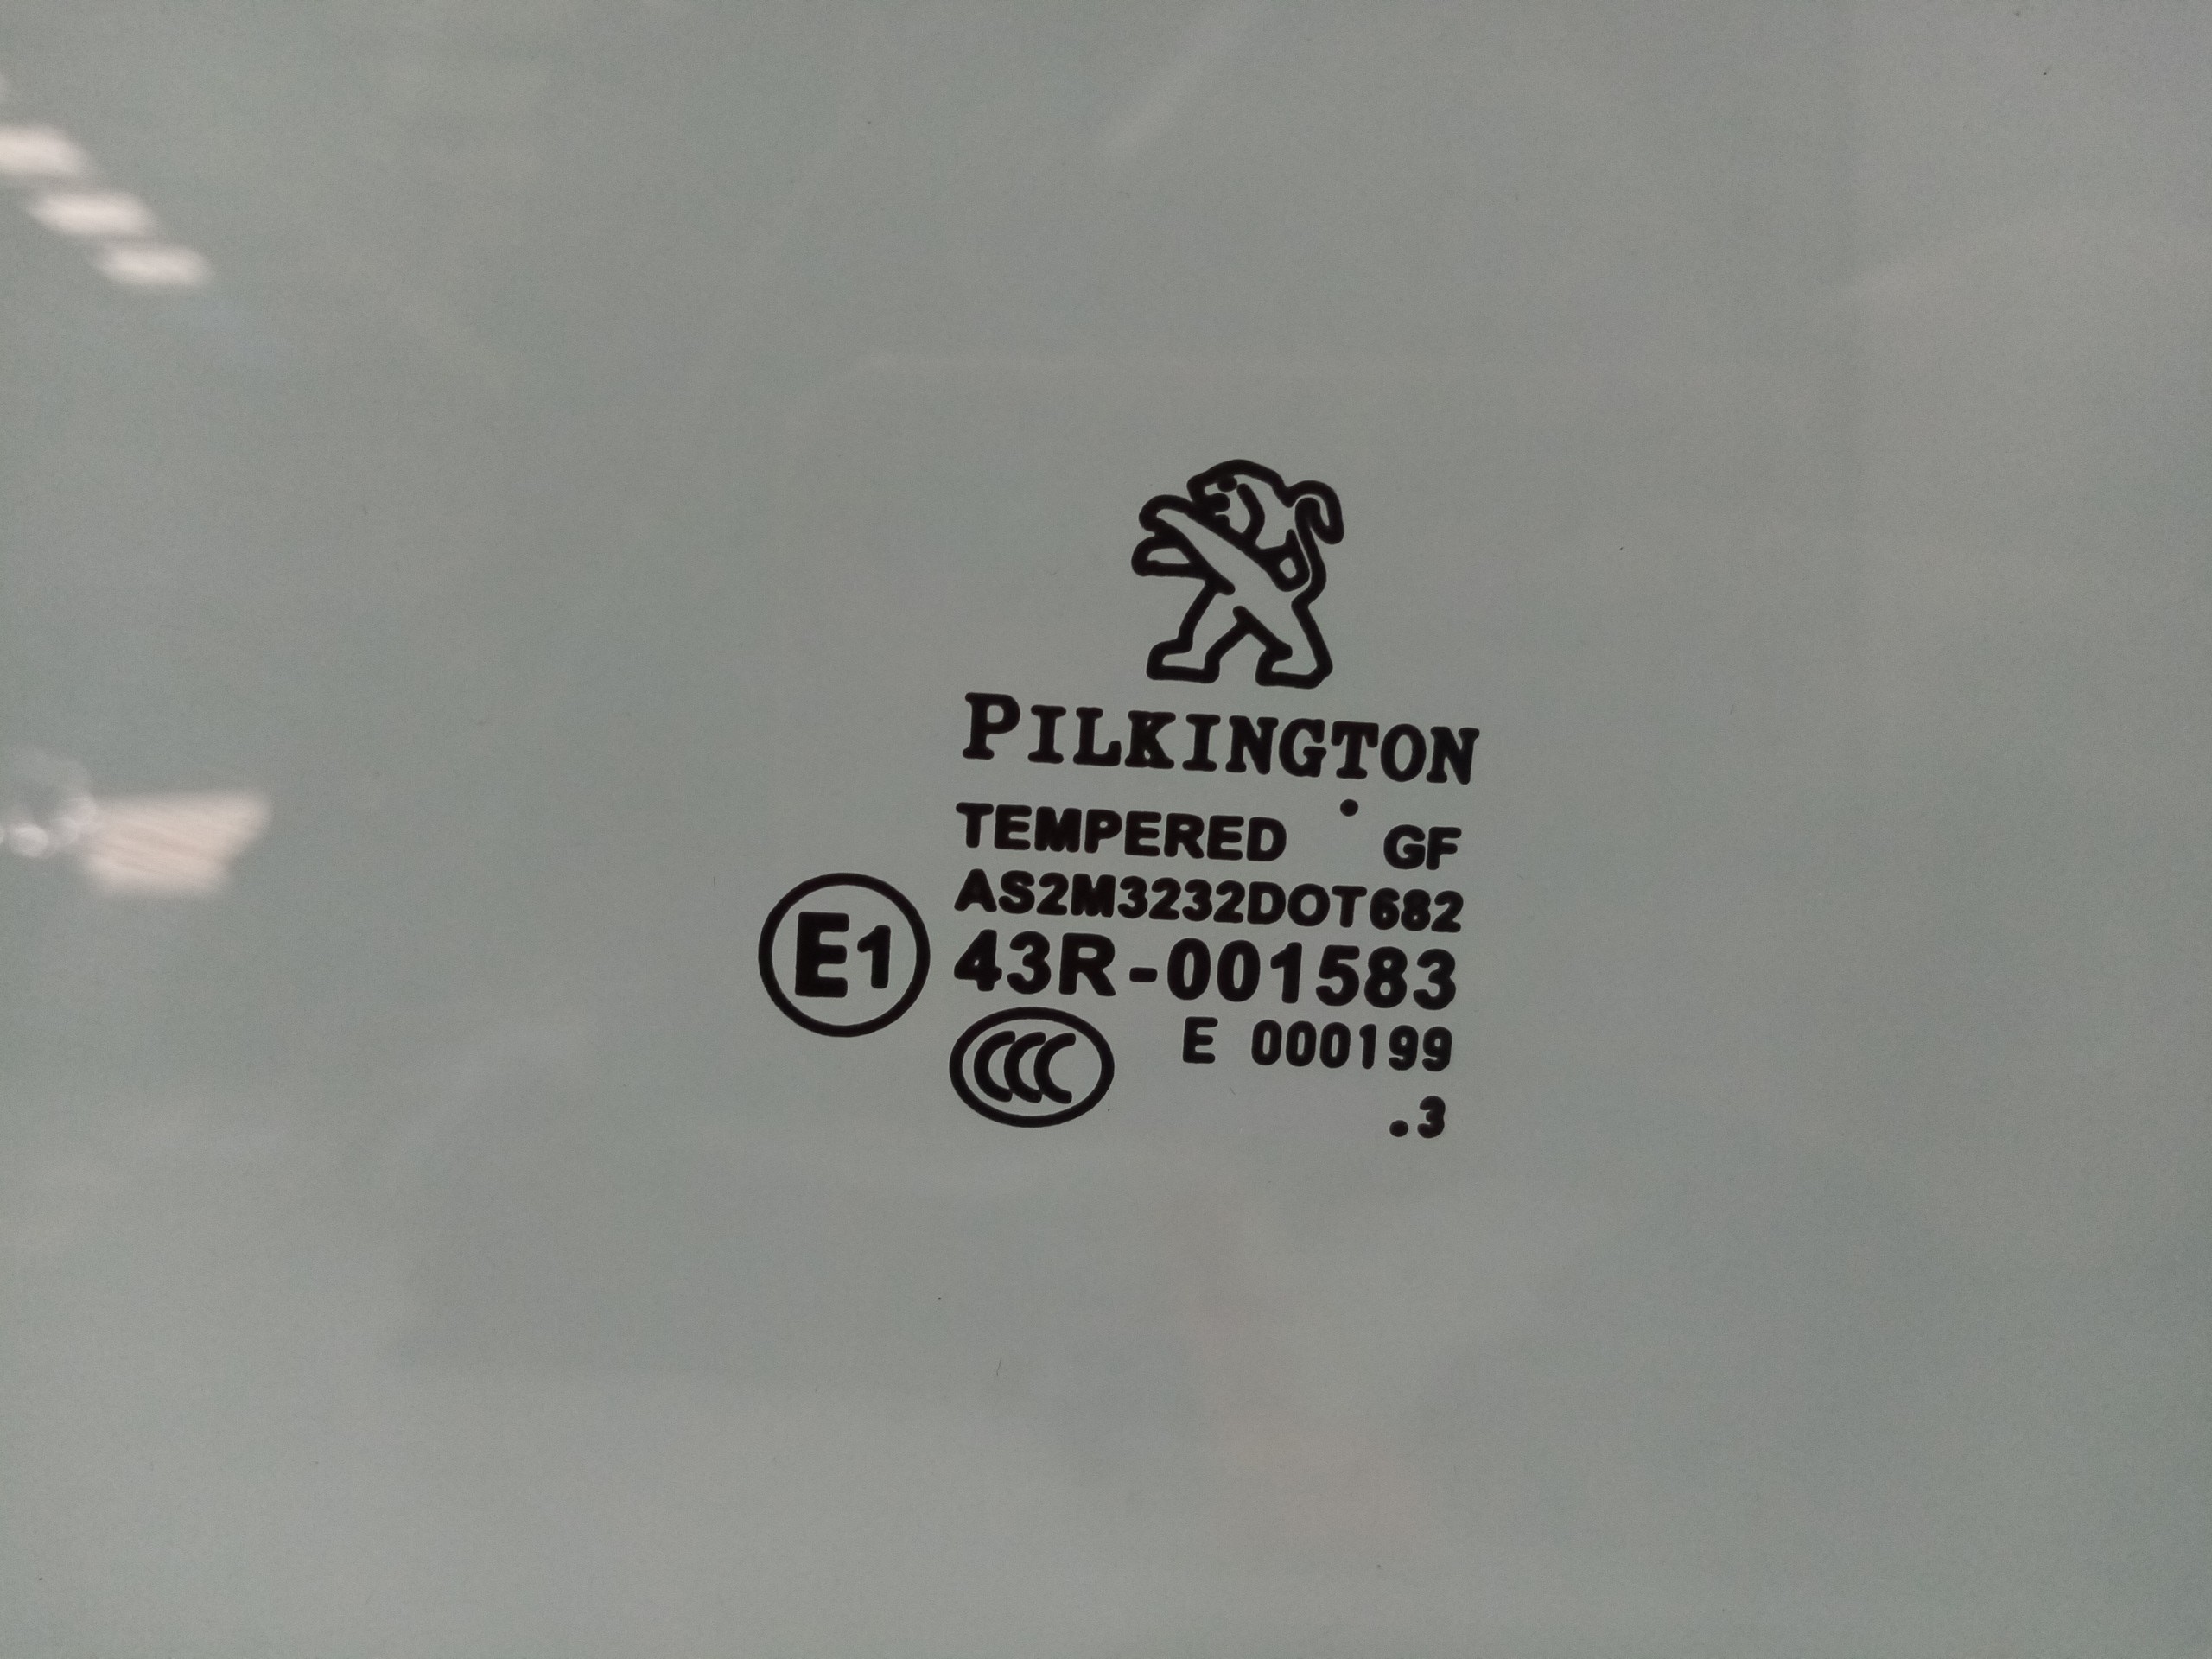 PILKINGTON
TEMPERED GF
AS2M3232DOT682
E1 43R-001583
CCC E 000199
.3